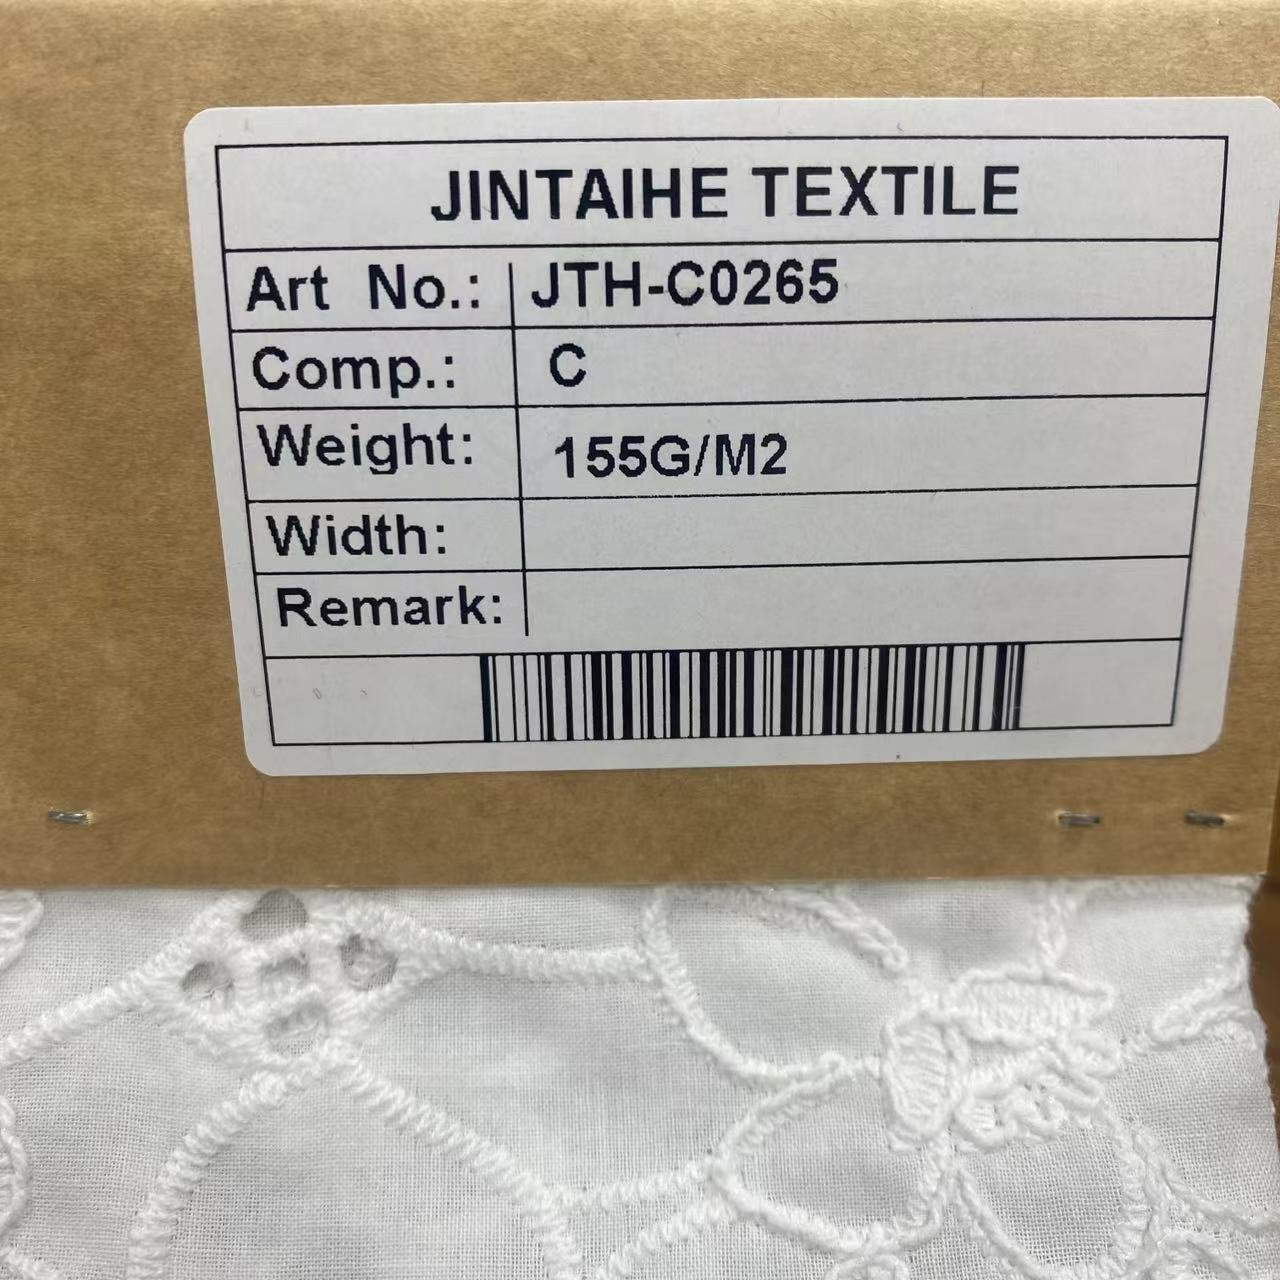 JINTAIHE TEXTILE
Art No.: JTH-C0265
Comp.: C
Weight: 155G/M2
Width:
Remark: